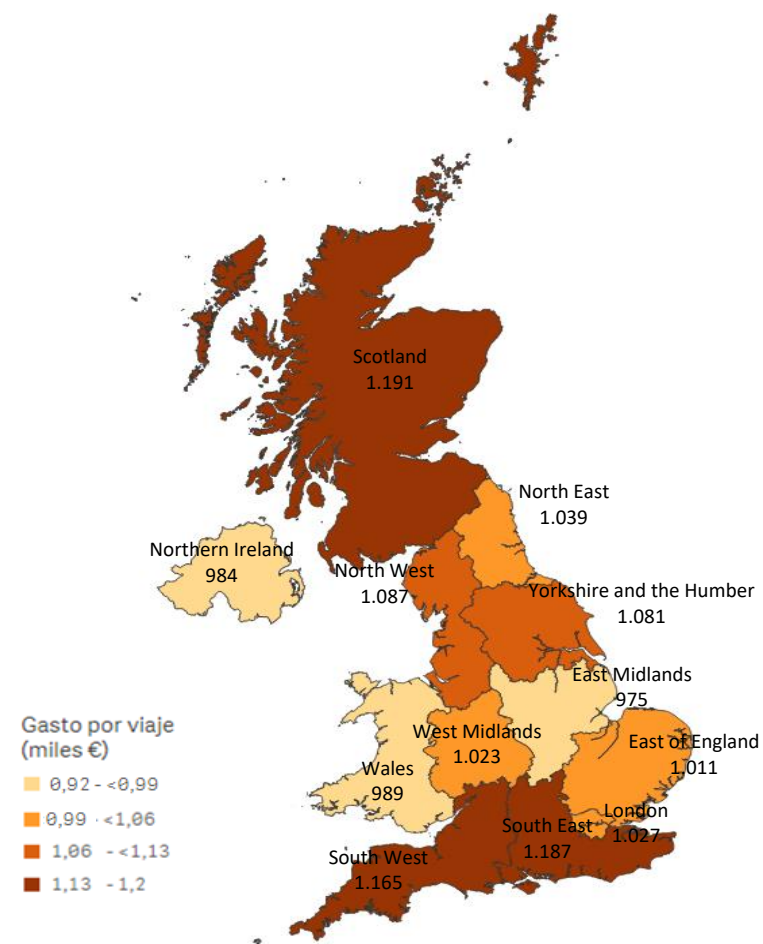 Scotland
1.191
North East
1.039
Northern Ireland
984
North West
1.087
Yorkshire and the Humber
1.081
East Midlands
975
West Midlands
1.023
East of England
1.011
Wales
989
London
1.027
South East
1.187
South West
1.165
Gasto por viaje
(miles €)
0,92 - <0,99
0,99 - <1,06
1,06 - <1,13
1,13 - 1,2